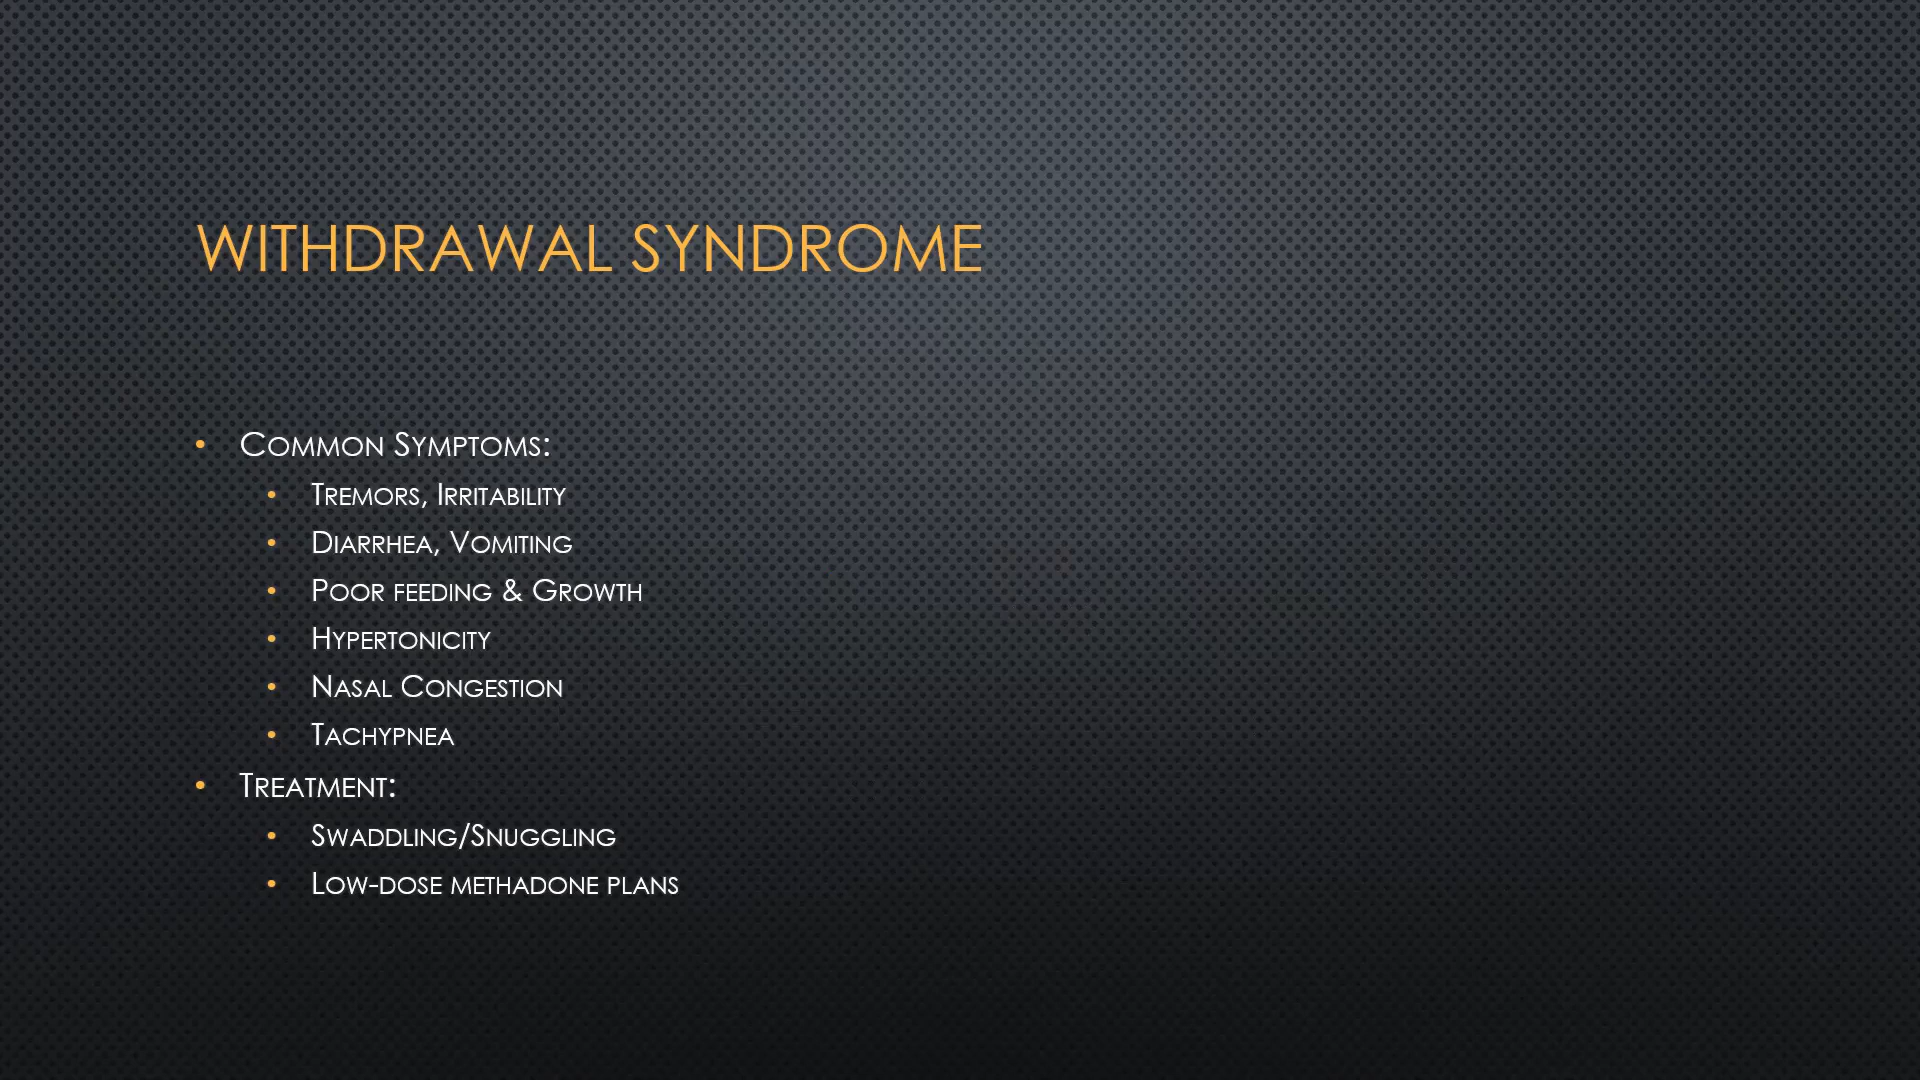 WITHDRAWAL SYNDROME
• Common Symptoms:
• Tremors, Irritability
• Diarrhea, Vomiting
• Poor feeding & Growth
• Hypertonicity
• Nasal Congestion
• Tachypnea
• Treatment:
• Swaddling/Snuggling
• Low-dose methadone plans